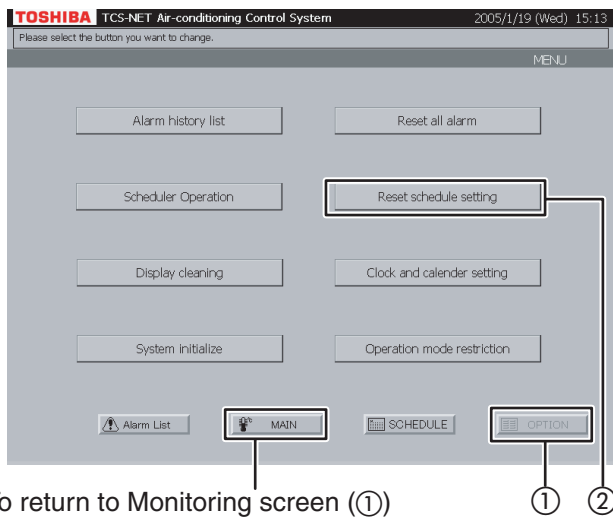 TOSHIBA TCS-NET Air-conditioning Control System 2005/1/19 (Wed) 15:13
Please select the button you want to change.
MENU
Alarm history list Reset all alarm
Scheduler Operation Reset schedule setting
Display cleaning Clock and calender setting
System initialize Operation mode restriction
Alarm List MAIN SCHEDULE OPTION
o return to Monitoring screen (①) ① ②